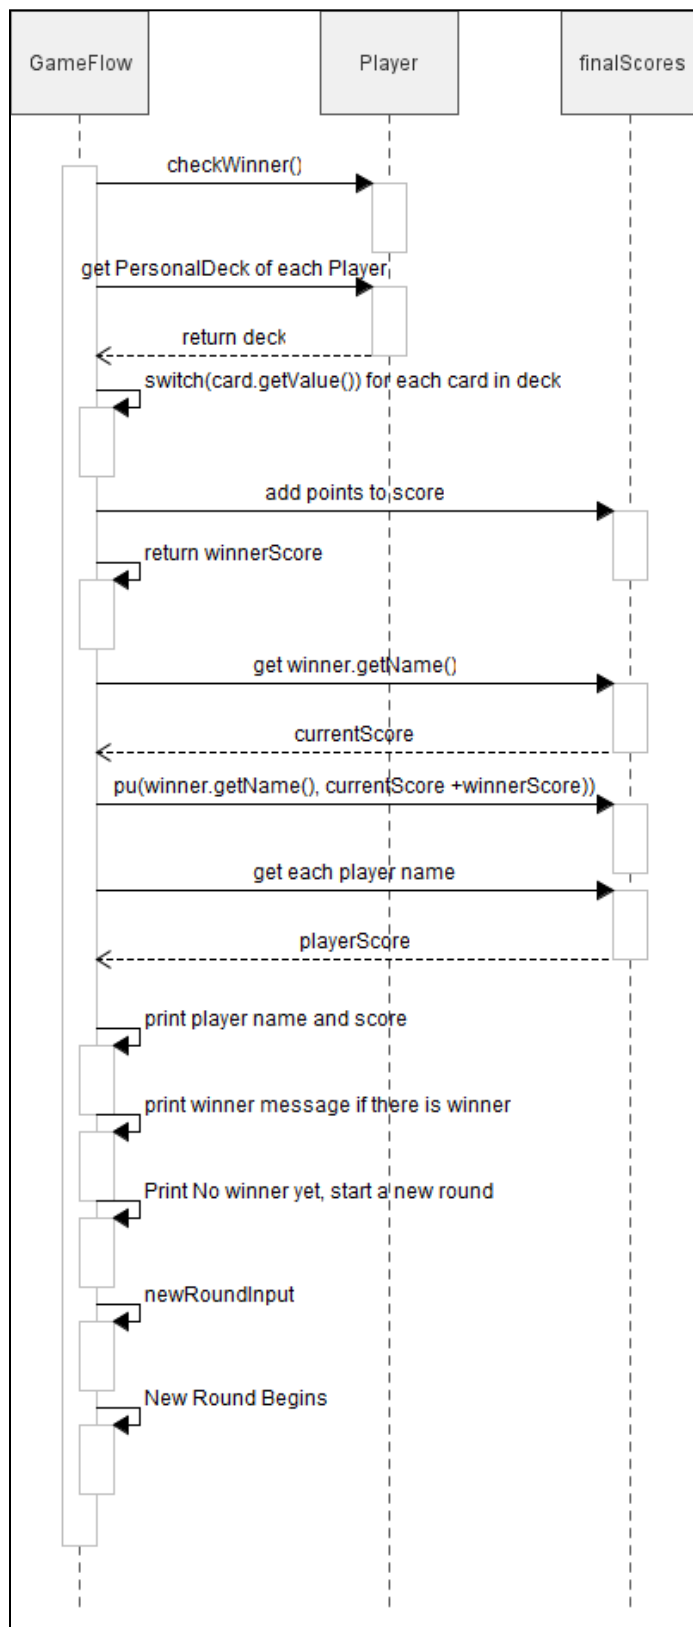 GameFlow
Player
finalScores
checkWinner()
get PersonalDeck of each Player
return deck
switch(card.getValue()) for each card in deck
add points to score
return winnerScore
get winner.getName()
currentScore
pu(winner.getName(), currentScore +winnerScore))
get each player name
playerScore
print player name and score
print winner message if there is winner
Print No winner yet, start a new round
newRoundInput
New Round Begins